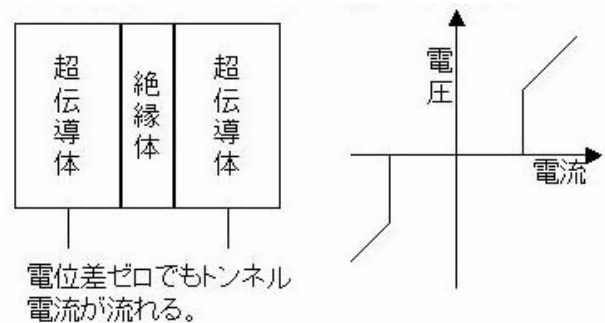 超伝導体
絶縁体
超伝導体
電位差ゼロでもトンネル
電流が流れる。
電圧
電流